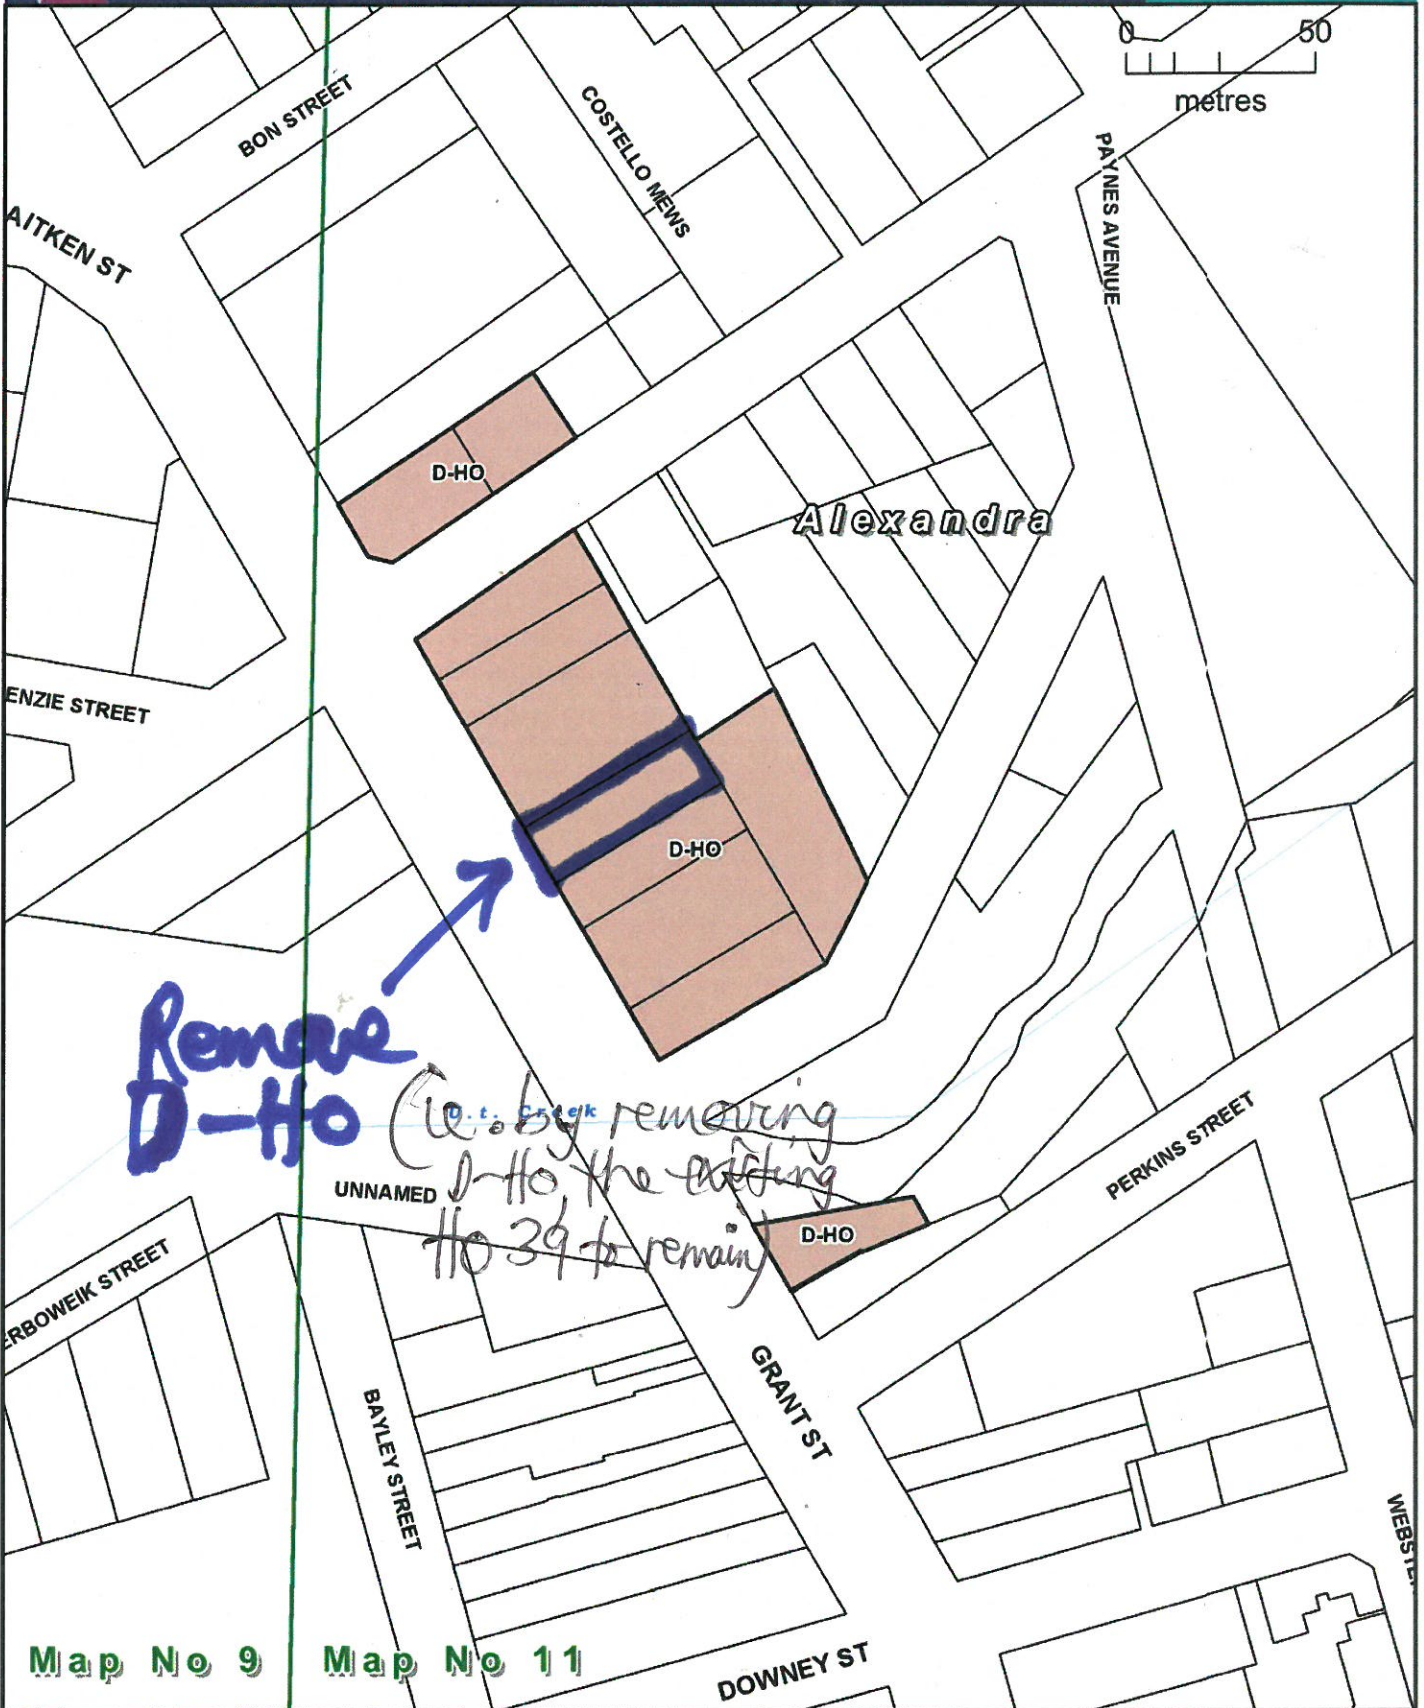 0 50
metres
BON STREET
COSTELLO MEWS
PAYNES AVENUE
AITKEN ST
D-HO
Alexandra
ENZIE STREET
D-HO
Remove
D-HO
(ie. by removing
D-HO, the existing
HO 39 to remain)
U.t. Creek
UNNAMED
PERKINS STREET
D-HO
ERBOWEIK STREET
GRANT ST
BAYLEY STREET
WEBSTE
Map No 9 Map No 11
DOWNEY ST